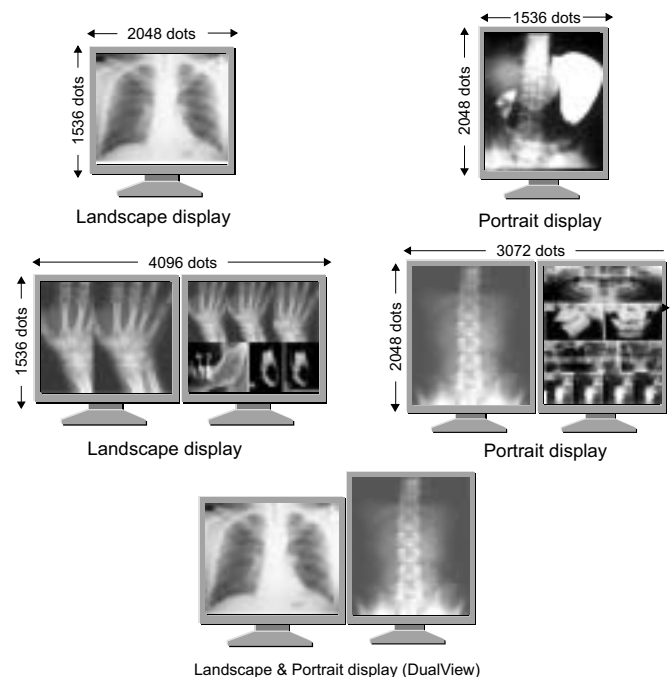 2048 dots
1536 dots
Landscape display
1536 dots
2048 dots
Portrait display
4096 dots
1536 dots
Landscape display
3072 dots
2048 dots
Portrait display
Landscape & Portrait display (DualView)